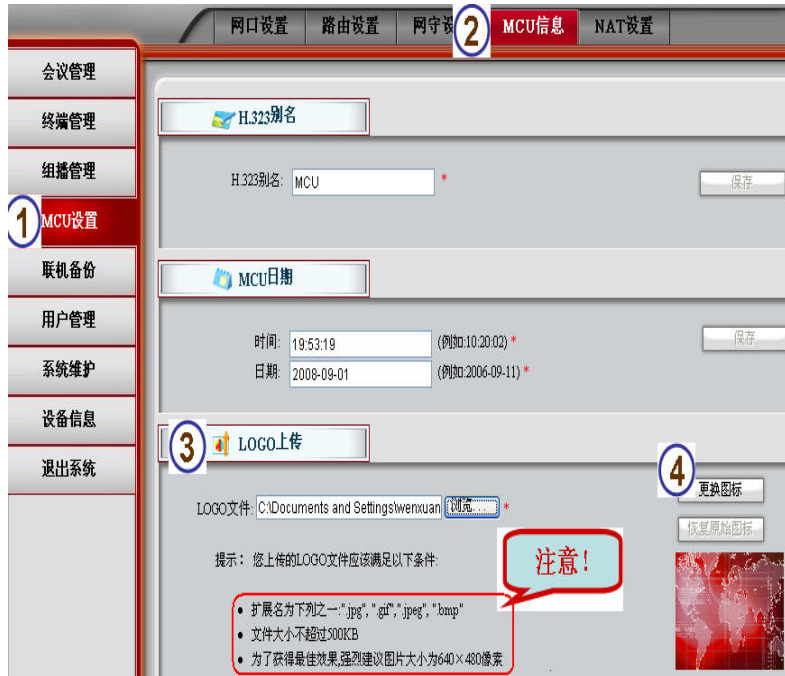 网口设置 路由设置 网守设 2 MCU信息 NAT设置
会议管理
终端管理
组播管理
1 MCU设置
联机备份
用户管理
系统维护
设备信息
退出系统
H.323别名
H.323别名: MCU * 保存
MCU日期
时间: 19:53:19 (例如:10:20:02) * 保存
日期: 2008-09-01 (例如:2006-09-11) *
3 LOGO上传
4 更换图标
LOGO文件: C:\Documents and Settings\wenxuan 浏览... *
恢复原始图标
提示： 您上传的LOGO文件应该满足以下条件:
注意！
• 扩展名为下列之一:".jpg", ".gif",".jpeg", ".bmp"
• 文件大小不超过500KB
• 为了获得最佳效果,强烈建议图片大小为640×480像素